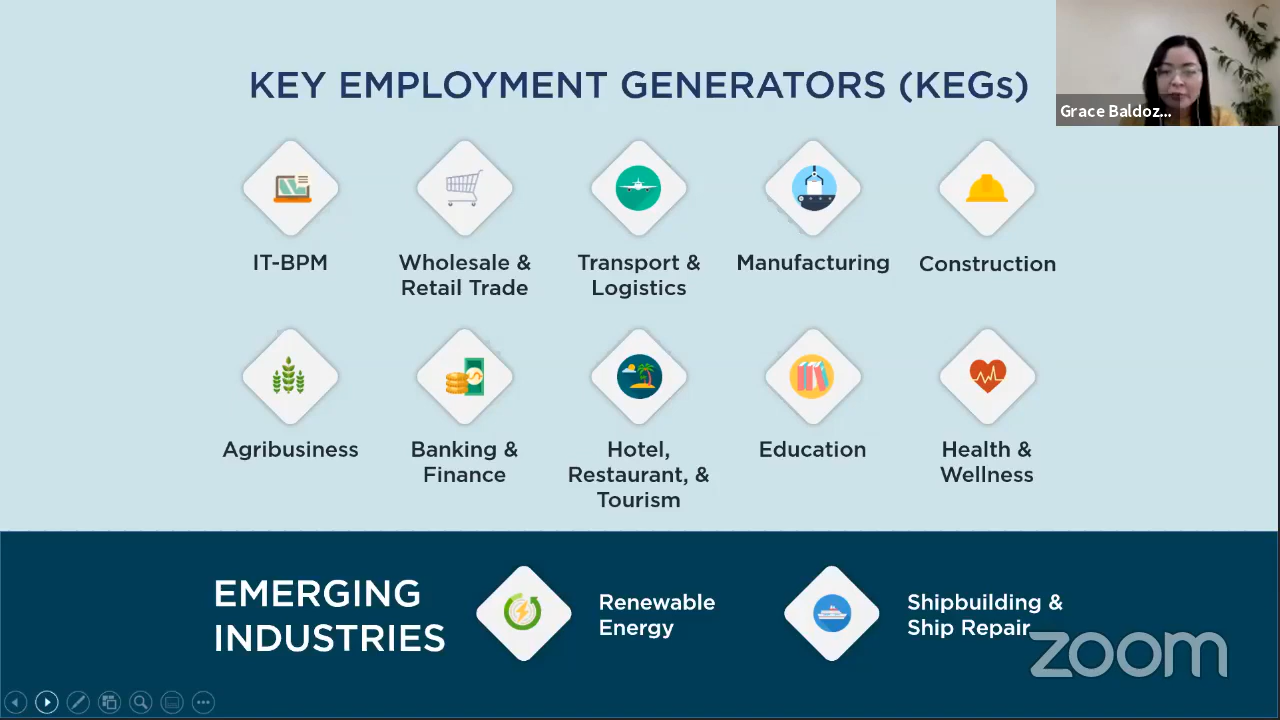 KEY EMPLOYMENT GENERATORS (KEGs)
Grace Baldoz...
IT-BPM
Wholesale &
Retail Trade
Transport &
Logistics
Manufacturing
Construction
Agribusiness
Banking &
Finance
Hotel,
Restaurant, &
Tourism
Education
Health &
Wellness
EMERGING
INDUSTRIES
Renewable
Energy
Shipbuilding &
Ship Repair
zoom